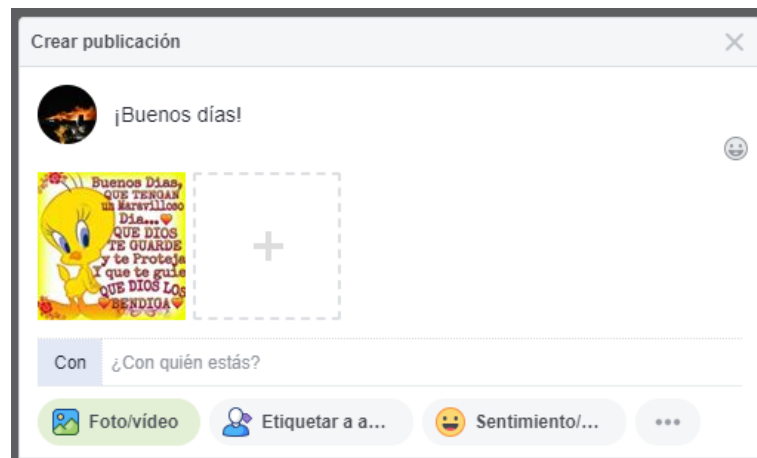 Crear publicación
¡Buenos días!
Buenos Dias,
QUE TENGAN
un Maravilloso
Dia...
QUE DIOS
TE GUARDE
y te Proteja
Y que te guie
QUE DIOS LOS
BENDIGA
Con ¿Con quién estás?
Foto/vídeo Etiquetar a a... Sentimiento/...